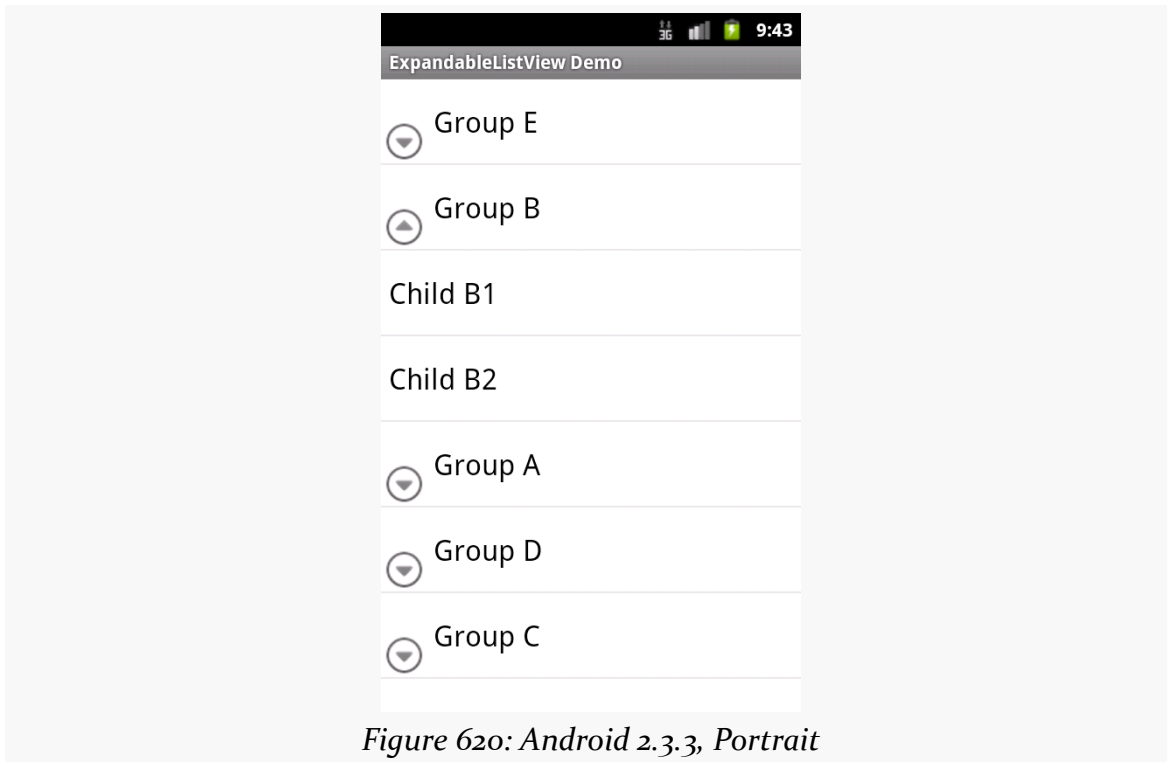 3G 9:43
ExpandableListView Demo
Group E
Group B
Child B1
Child B2
Group A
Group D
Group C
Figure 620: Android 2.3.3, Portrait